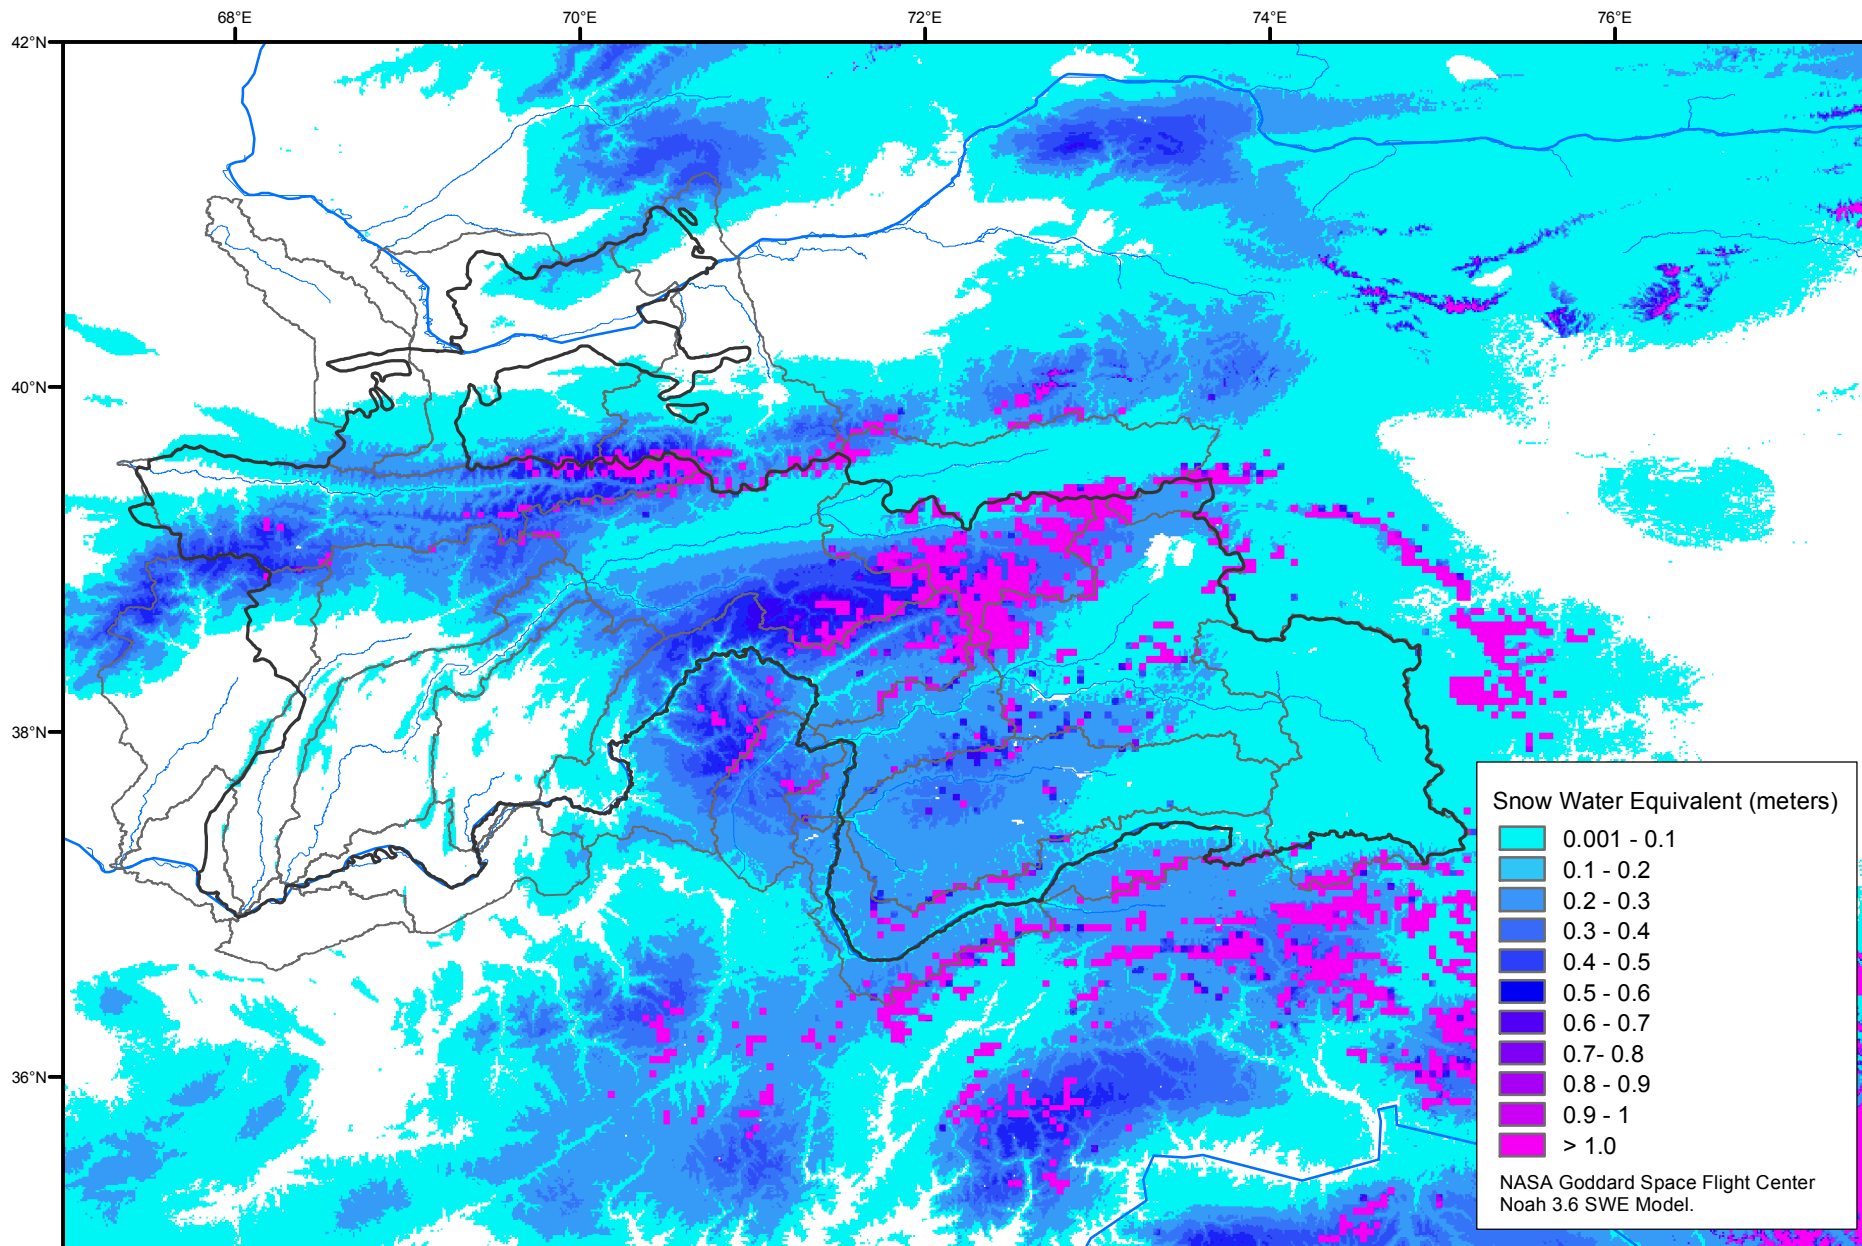 68°E
70°E
72°E
74°E
76°E
42°N
40°N
38°N
36°N
Snow Water Equivalent (meters)
0.001 - 0.1
0.1 - 0.2
0.2 - 0.3
0.3 - 0.4
0.4 - 0.5
0.5 - 0.6
0.6 - 0.7
0.7- 0.8
0.8 - 0.9
0.9 - 1
> 1.0
NASA Goddard Space Flight Center
Noah 3.6 SWE Model.